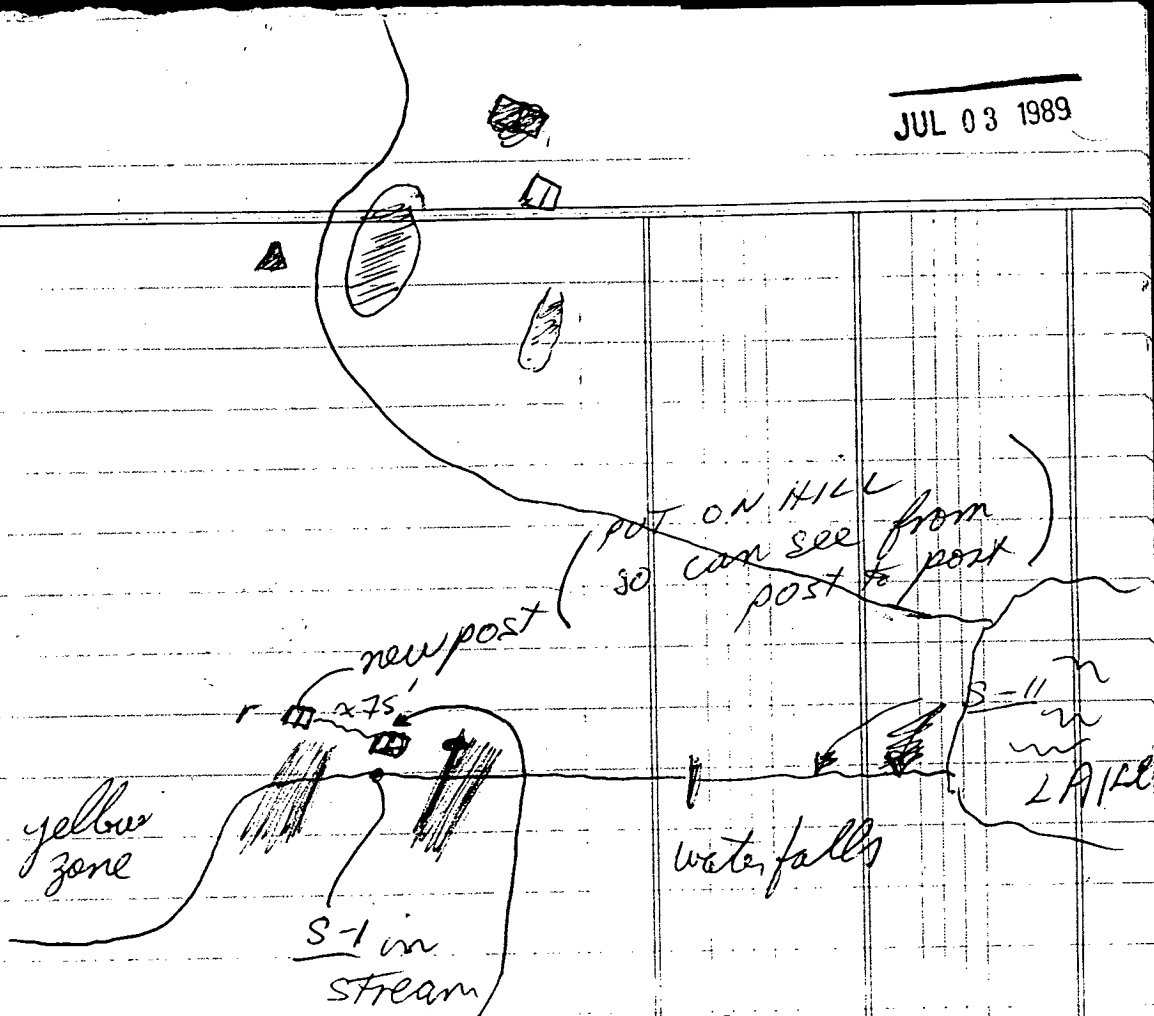 JUL 03 1989
PUT ON HILL
so can see from
post to post
new post
r
≈75'
S-11
LAKE
yellow
zone
waterfalls
S-1 in
stream